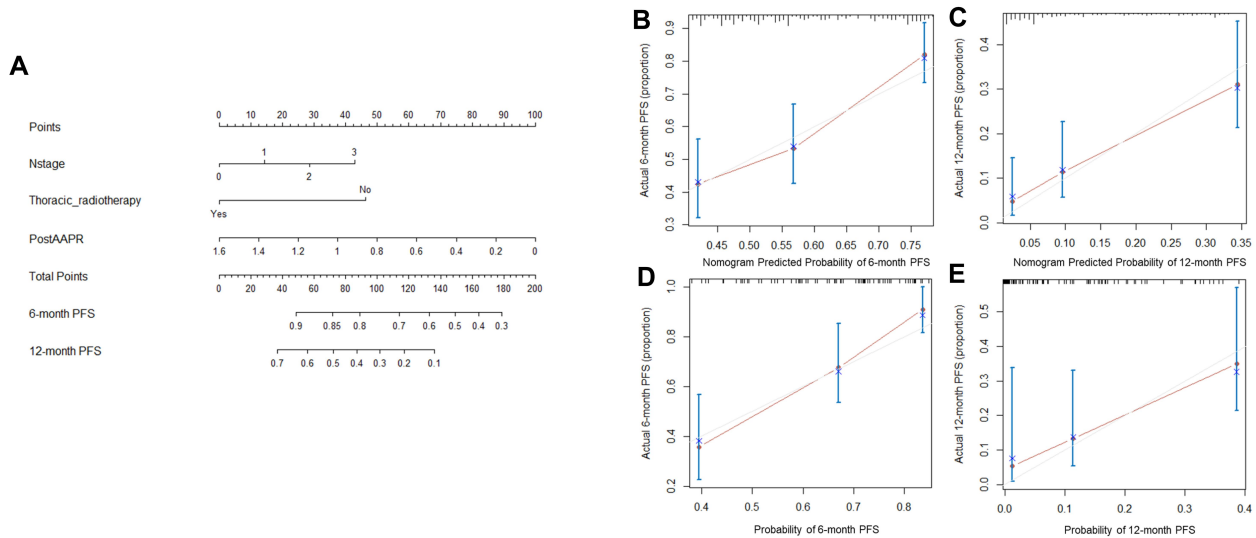 A
Points
0 10 20 30 40 50 60 70 80 90 100
Nstage
1 3
0 2
Thoracic_radiotherapy
No
Yes
PostAAPR
1.6 1.4 1.2 1 0.8 0.6 0.4 0.2 0
Total Points
0 20 40 60 80 100 120 140 160 180 200
6-month PFS
0.9 0.85 0.8 0.7 0.6 0.5 0.4 0.3
12-month PFS
0.7 0.6 0.5 0.4 0.3 0.2 0.1
B
Actual 6-month PFS (proportion)
0.9
0.8
0.7
0.6
0.5
0.4
0.3
0.45 0.50 0.55 0.60 0.65 0.70 0.75
Nomogram Predicted Probability of 6-month PFS
C
Actual 12-month PFS (proportion)
0.4
0.3
0.2
0.1
0.0
0.05 0.10 0.15 0.20 0.25 0.30 0.35
Nomogram Predicted Probability of 12-month PFS
D
Actual 6-month PFS (proportion)
1.0
0.8
0.6
0.4
0.2
0.4 0.5 0.6 0.7 0.8
Probability of 6-month PFS
E
Actual 12-month PFS (proportion)
0.5
0.4
0.3
0.2
0.1
0.0
0.0 0.1 0.2 0.3 0.4
Probability of 12-month PFS